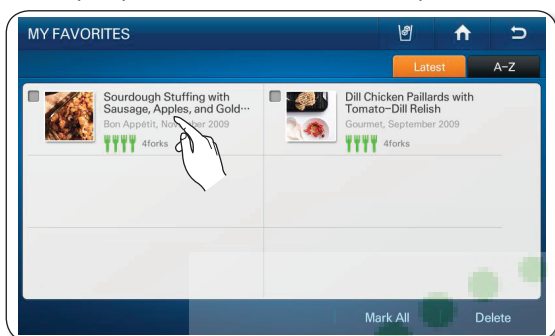 MY FAVORITES
Latest A-Z
Sourdough Stuffing with
Sausage, Apples, and Gold…
Bon Appétit, November 2009
4forks
Dill Chicken Paillards with
Tomato-Dill Relish
Gourmet, September 2009
4forks
Mark All Delete